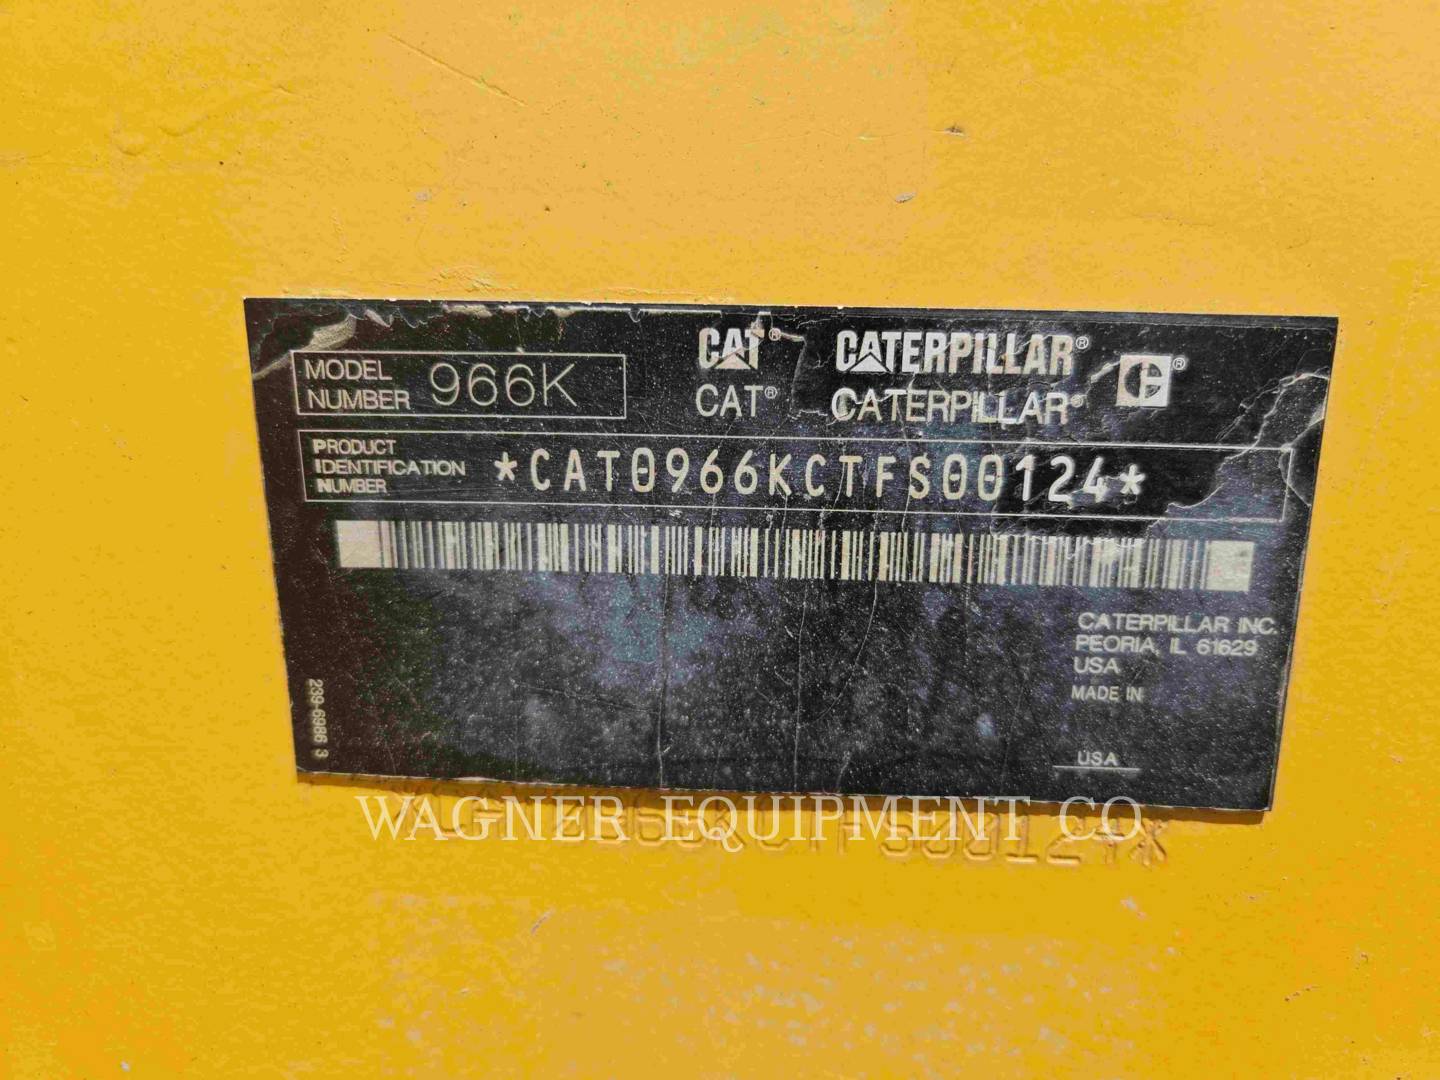 MODEL NUMBER 966K
CAT® CATERPILLAR®
CAT® CATERPILLAR®
PRODUCT IDENTIFICATION NUMBER *CAT0966KCTFS00124*
CATERPILLAR INC.
PEORIA, IL 61629
USA
MADE IN
USA
239-6986 3
WAGNER EQUIPMENT CO